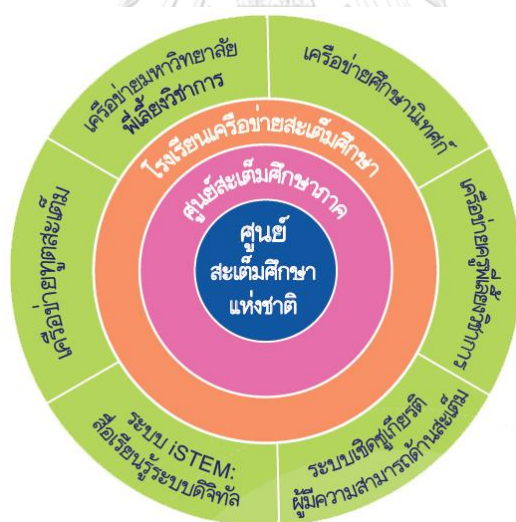 ศูนย์
สะเต็มศึกษา
แห่งชาติ
ศูนย์สะเต็มศึกษาภาค
โรงเรียนเครือข่ายสะเต็มศึกษา
เครือข่ายมหาวิทยาลัย
พี่เลี้ยงวิชาการ
เครือข่ายศึกษานิเทศก์
เครือข่ายครูพี่เลี้ยงวิชาการ
ระบบเชิดชูเกียรติ
ผู้มีความสามารถด้านสะเต็ม
ระบบ iSTEM:
สื่อเรียนรู้ระบบดิจิทัล
เครือข่ายทูตสะเต็ม